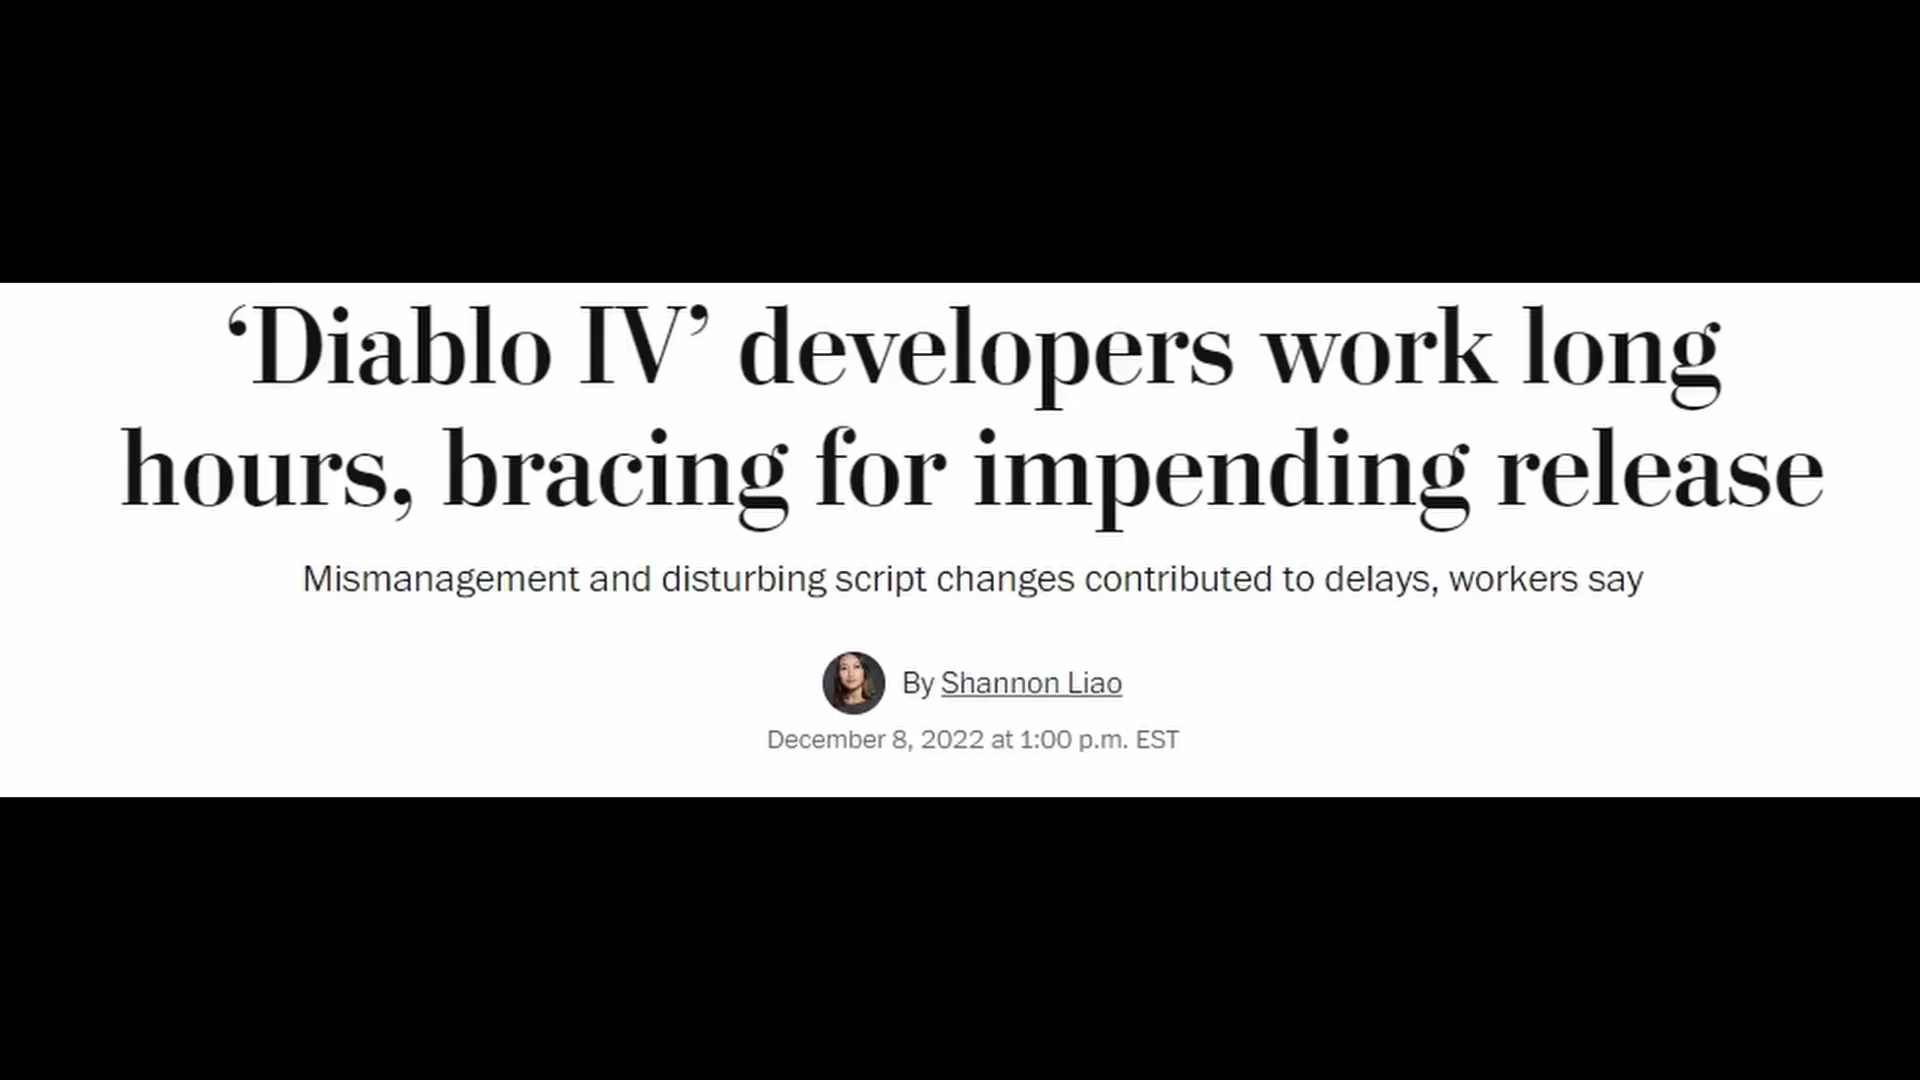 ‘Diablo IV’ developers work long
hours, bracing for impending release
Mismanagement and disturbing script changes contributed to delays, workers say
By Shannon Liao
December 8, 2022 at 1:00 p.m. EST